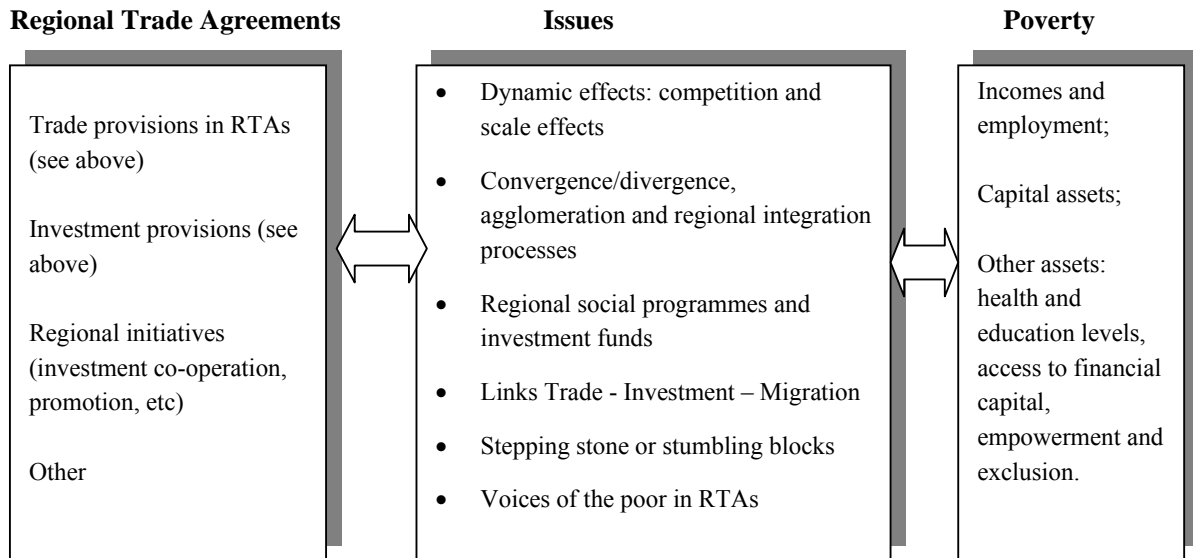 Regional Trade Agreements
Issues
Poverty
Trade provisions in RTAs
(see above)
Investment provisions (see
above)
Regional initiatives
(investment co-operation,
promotion, etc)
Other
• Dynamic effects: competition and
scale effects
• Convergence/divergence,
agglomeration and regional integration
processes
• Regional social programmes and
investment funds
• Links Trade - Investment – Migration
• Stepping stone or stumbling blocks
• Voices of the poor in RTAs
Incomes and
employment;
Capital assets;
Other assets:
health and
education levels,
access to financial
capital,
empowerment and
exclusion.